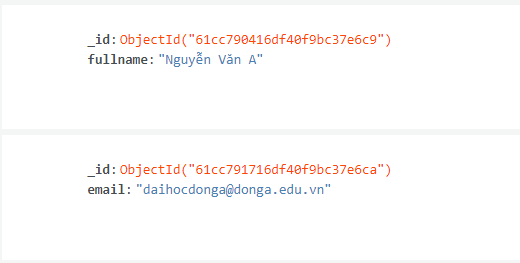 _id: ObjectId("61cc790416df40f9bc37e6c9")
fullname: "Nguyễn Văn A"
_id: ObjectId("61cc791716df40f9bc37e6ca")
email: "daihocdonga@donga.edu.vn"